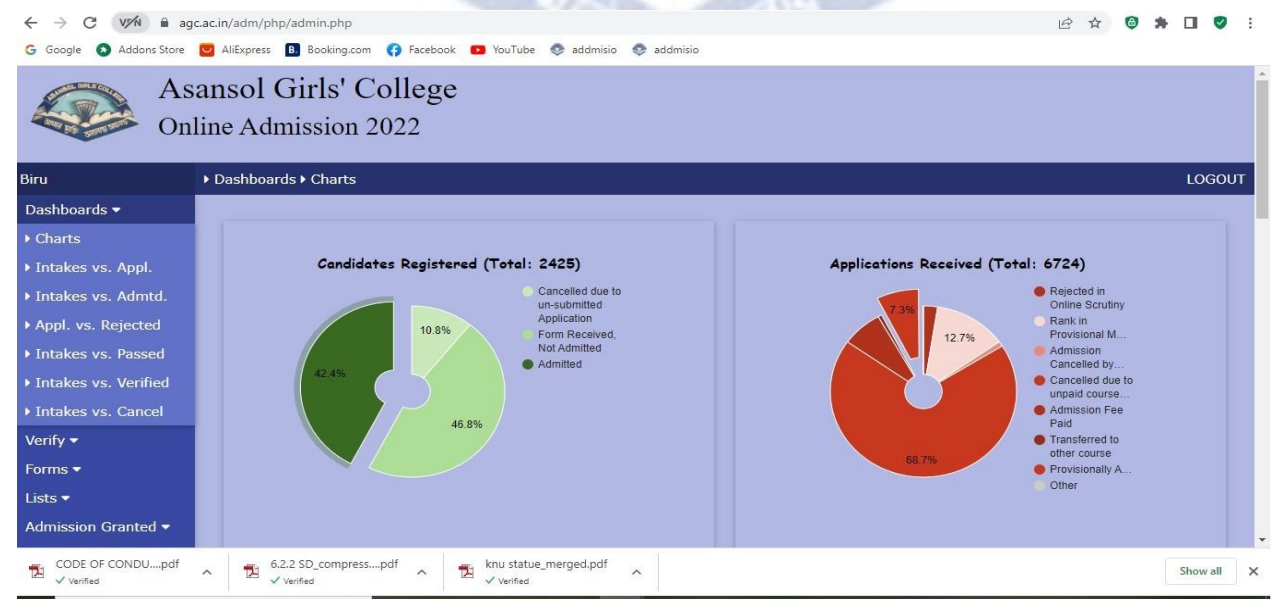 VPN agc.ac.in/adm/php/admin.php
Google Addons Store AliExpress B. Booking.com Facebook YouTube addmisio addmisio
Asansol Girls' College
Online Admission 2022
Biru
Dashboards Charts
LOGOUT
Dashboards
Charts
Intakes vs. Appl.
Intakes vs. Admtd.
Appl. vs. Rejected
Intakes vs. Passed
Intakes vs. Verified
Intakes vs. Cancel
Verify
Forms
Lists
Admission Granted
Candidates Registered (Total: 2425)
10.8%
42.4%
46.8%
Cancelled due to
un-submitted
Application
Form Received,
Not Admitted
Admitted
Applications Received (Total: 6724)
7.3%
12.7%
68.7%
Rejected in
Online Scrutiny
Rank in
Provisional M...
Admission
Cancelled by...
Cancelled due to
unpaid course...
Admission Fee
Paid
Transferred to
other course
Provisionally A...
Other
CODE OF CONDU....pdf
Verified
6.2.2 SD_compress....pdf
Verified
knu statue_merged.pdf
Verified
Show all